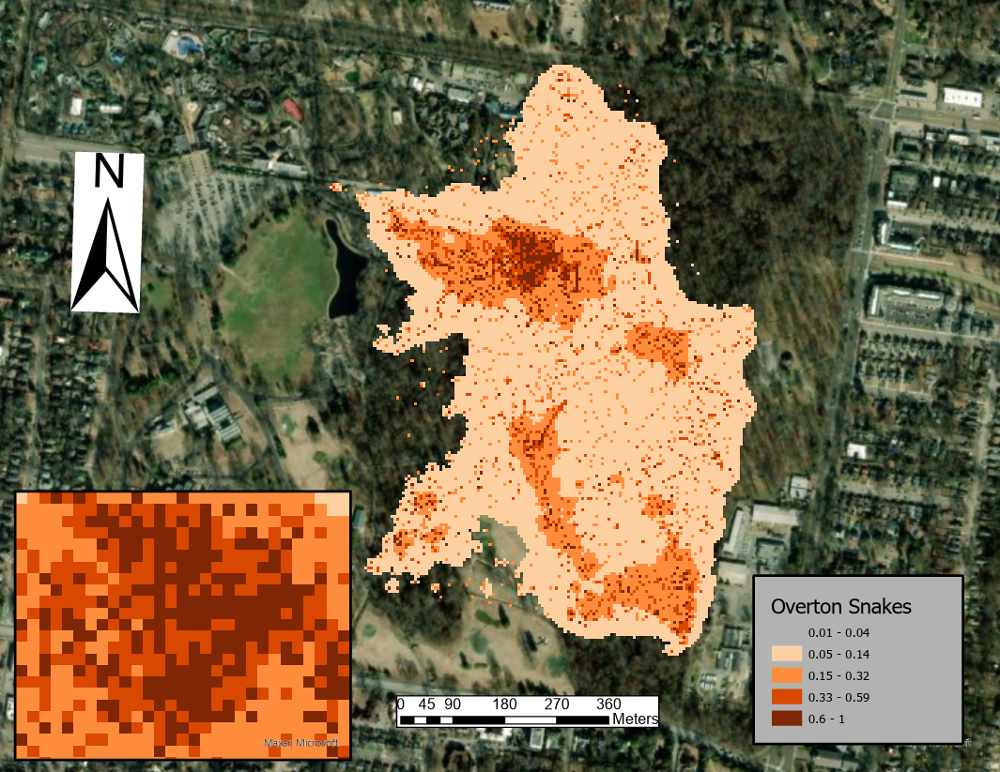 N
Overton Snakes
0.01 - 0.04
0.05 - 0.14
0.15 - 0.32
0.33 - 0.59
0.6 - 1
0 45 90 180 270 360
Meters
Maxar, Microsoft